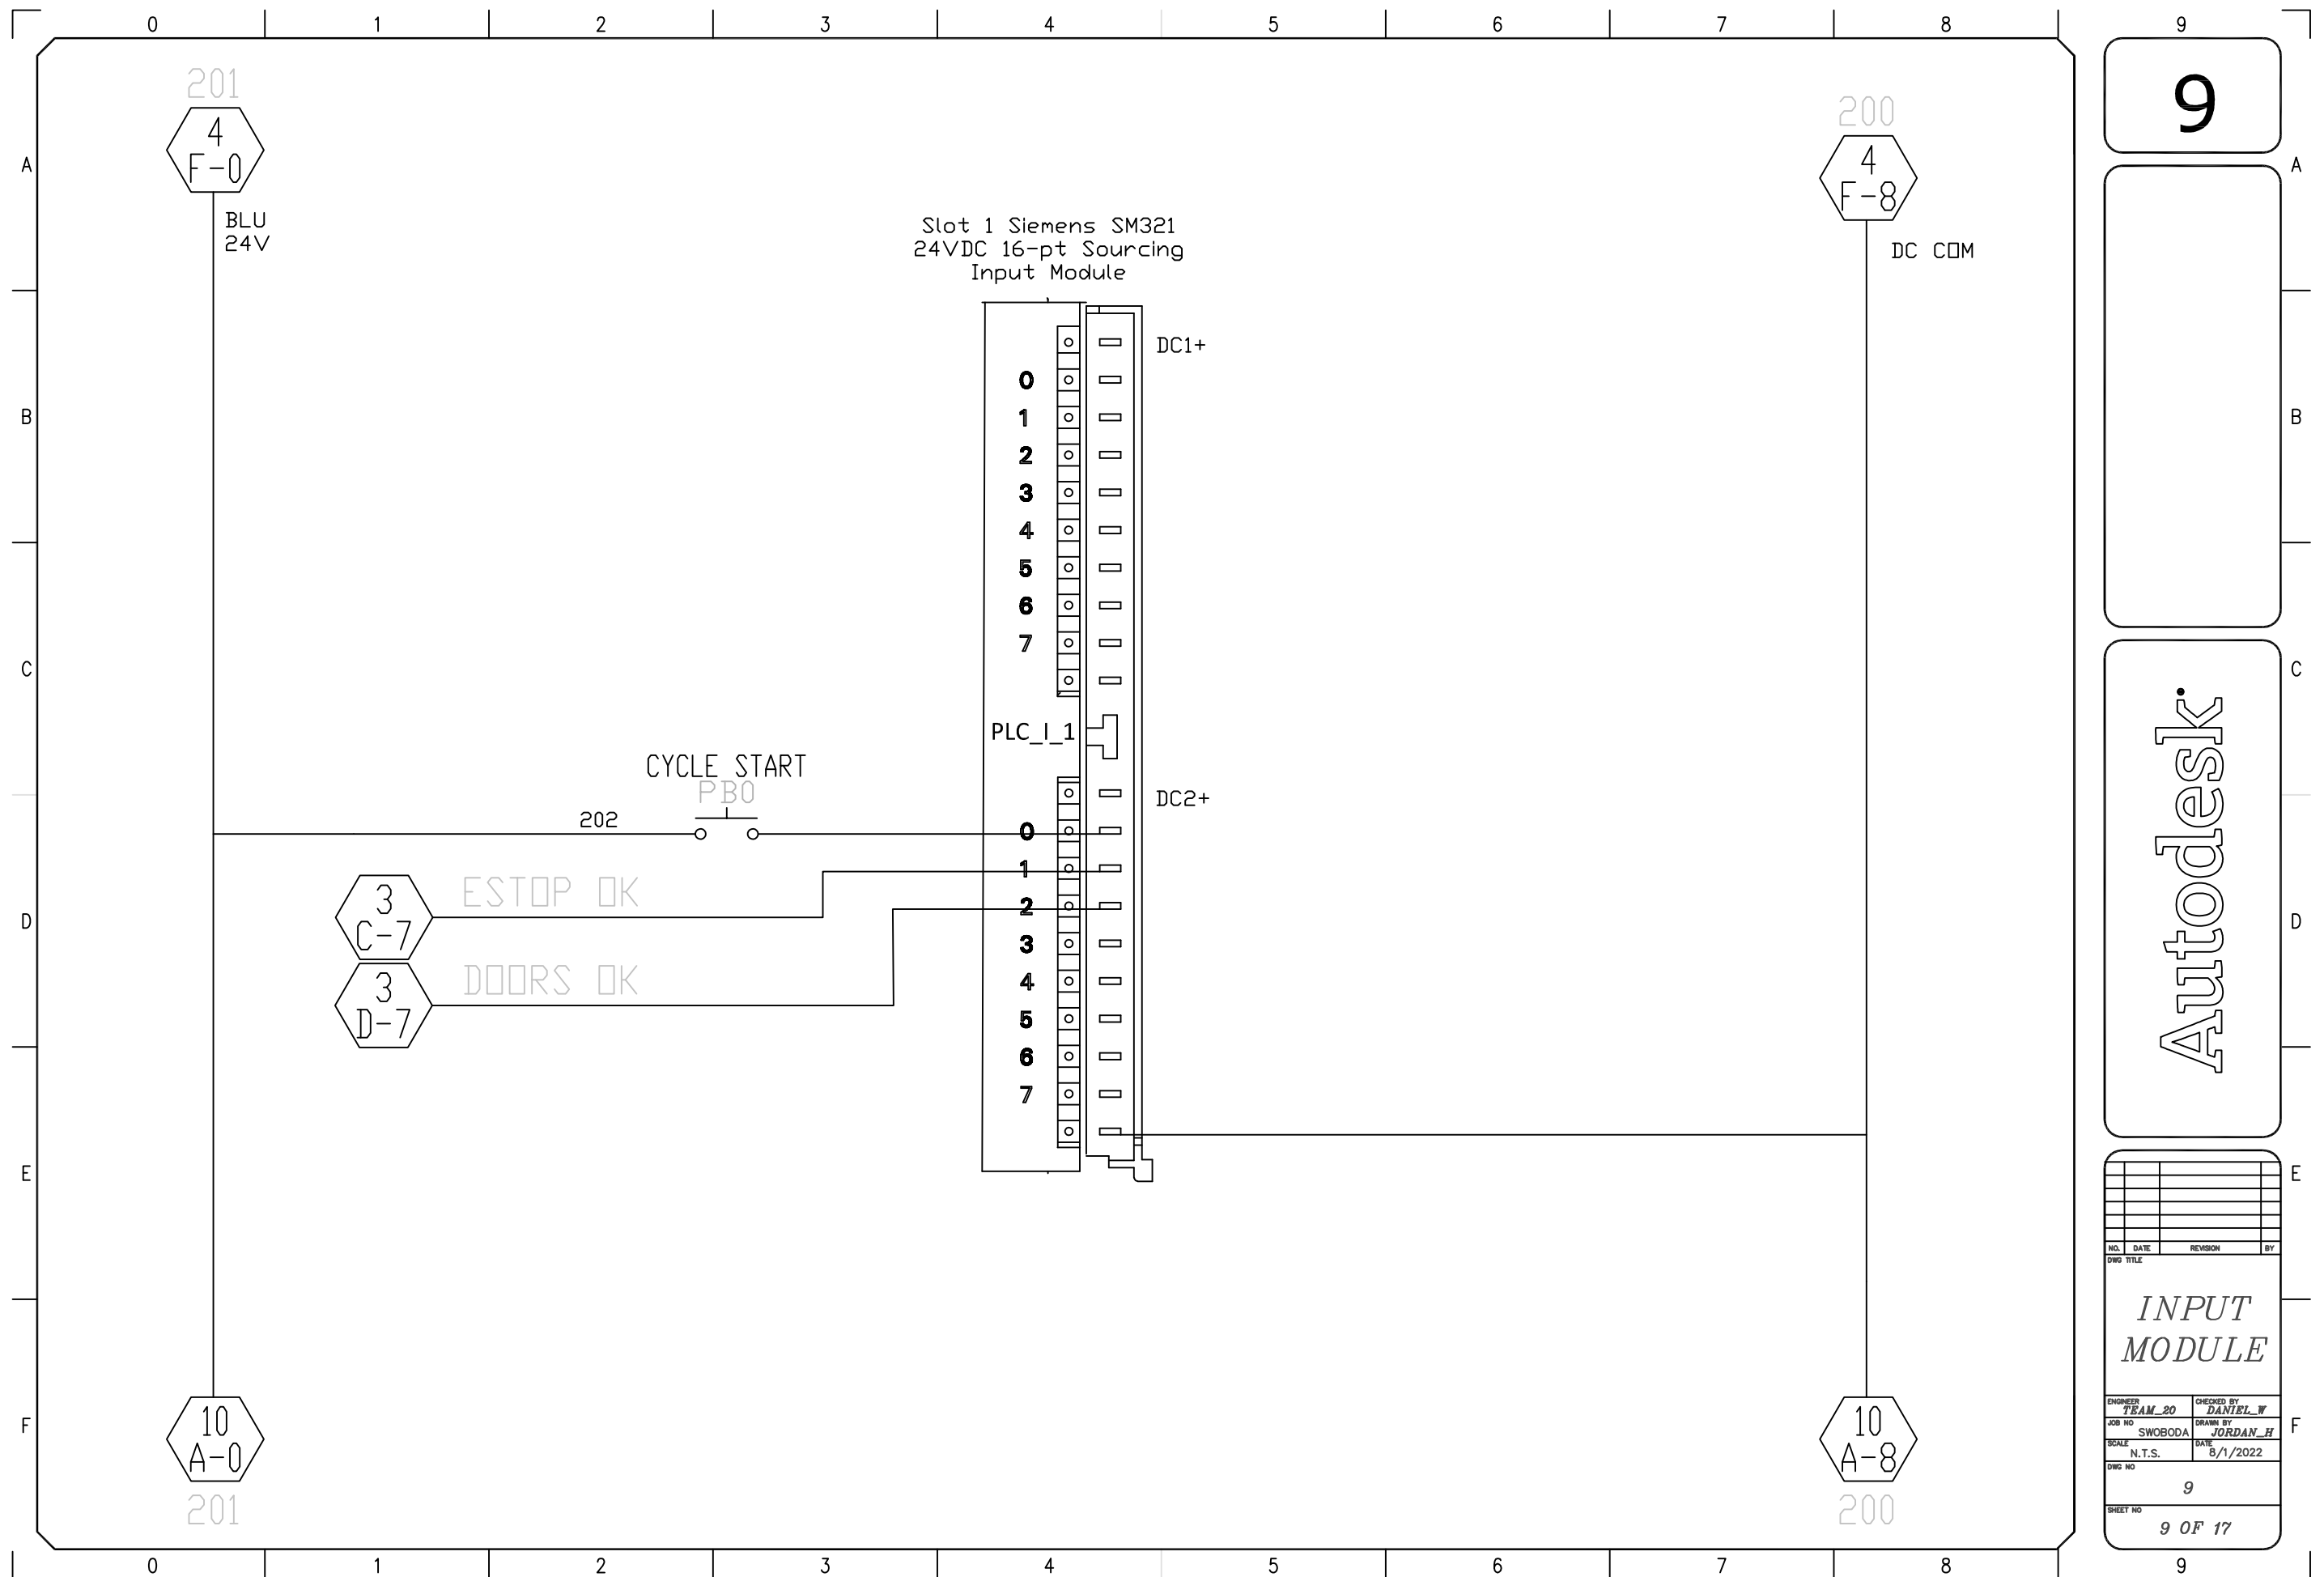 0 1 2 3 4 5 6 7 8 9
201
4
F-0
BLU
24V
200
4
F-8
DC COM
9
A A
Slot 1 Siemens SM321
24VDC 16-pt Sourcing
Input Module
DC1+
0
1
2
3
4
5
6
7
B B
C C
PLC_I_1
DC2+
CYCLE START
PB0
202
0
1
2
3
4
5
6
7
3
C-7
ESTOP OK
3
D-7
DOORS OK
D D
E E
F F
10
A-0
201
10
A-8
200
Autodesk
NO. DATE REVISION BY
DWG TITLE
INPUT
MODULE
ENGINEER
TEAM_20
CHECKED BY
DANIEL_W
JOB NO
SWOBODA
DRAWN BY
JORDAN_H
SCALE
N.T.S.
DATE
8/1/2022
DWG NO
9
SHEET NO
9 OF 17
0 1 2 3 4 5 6 7 8 9